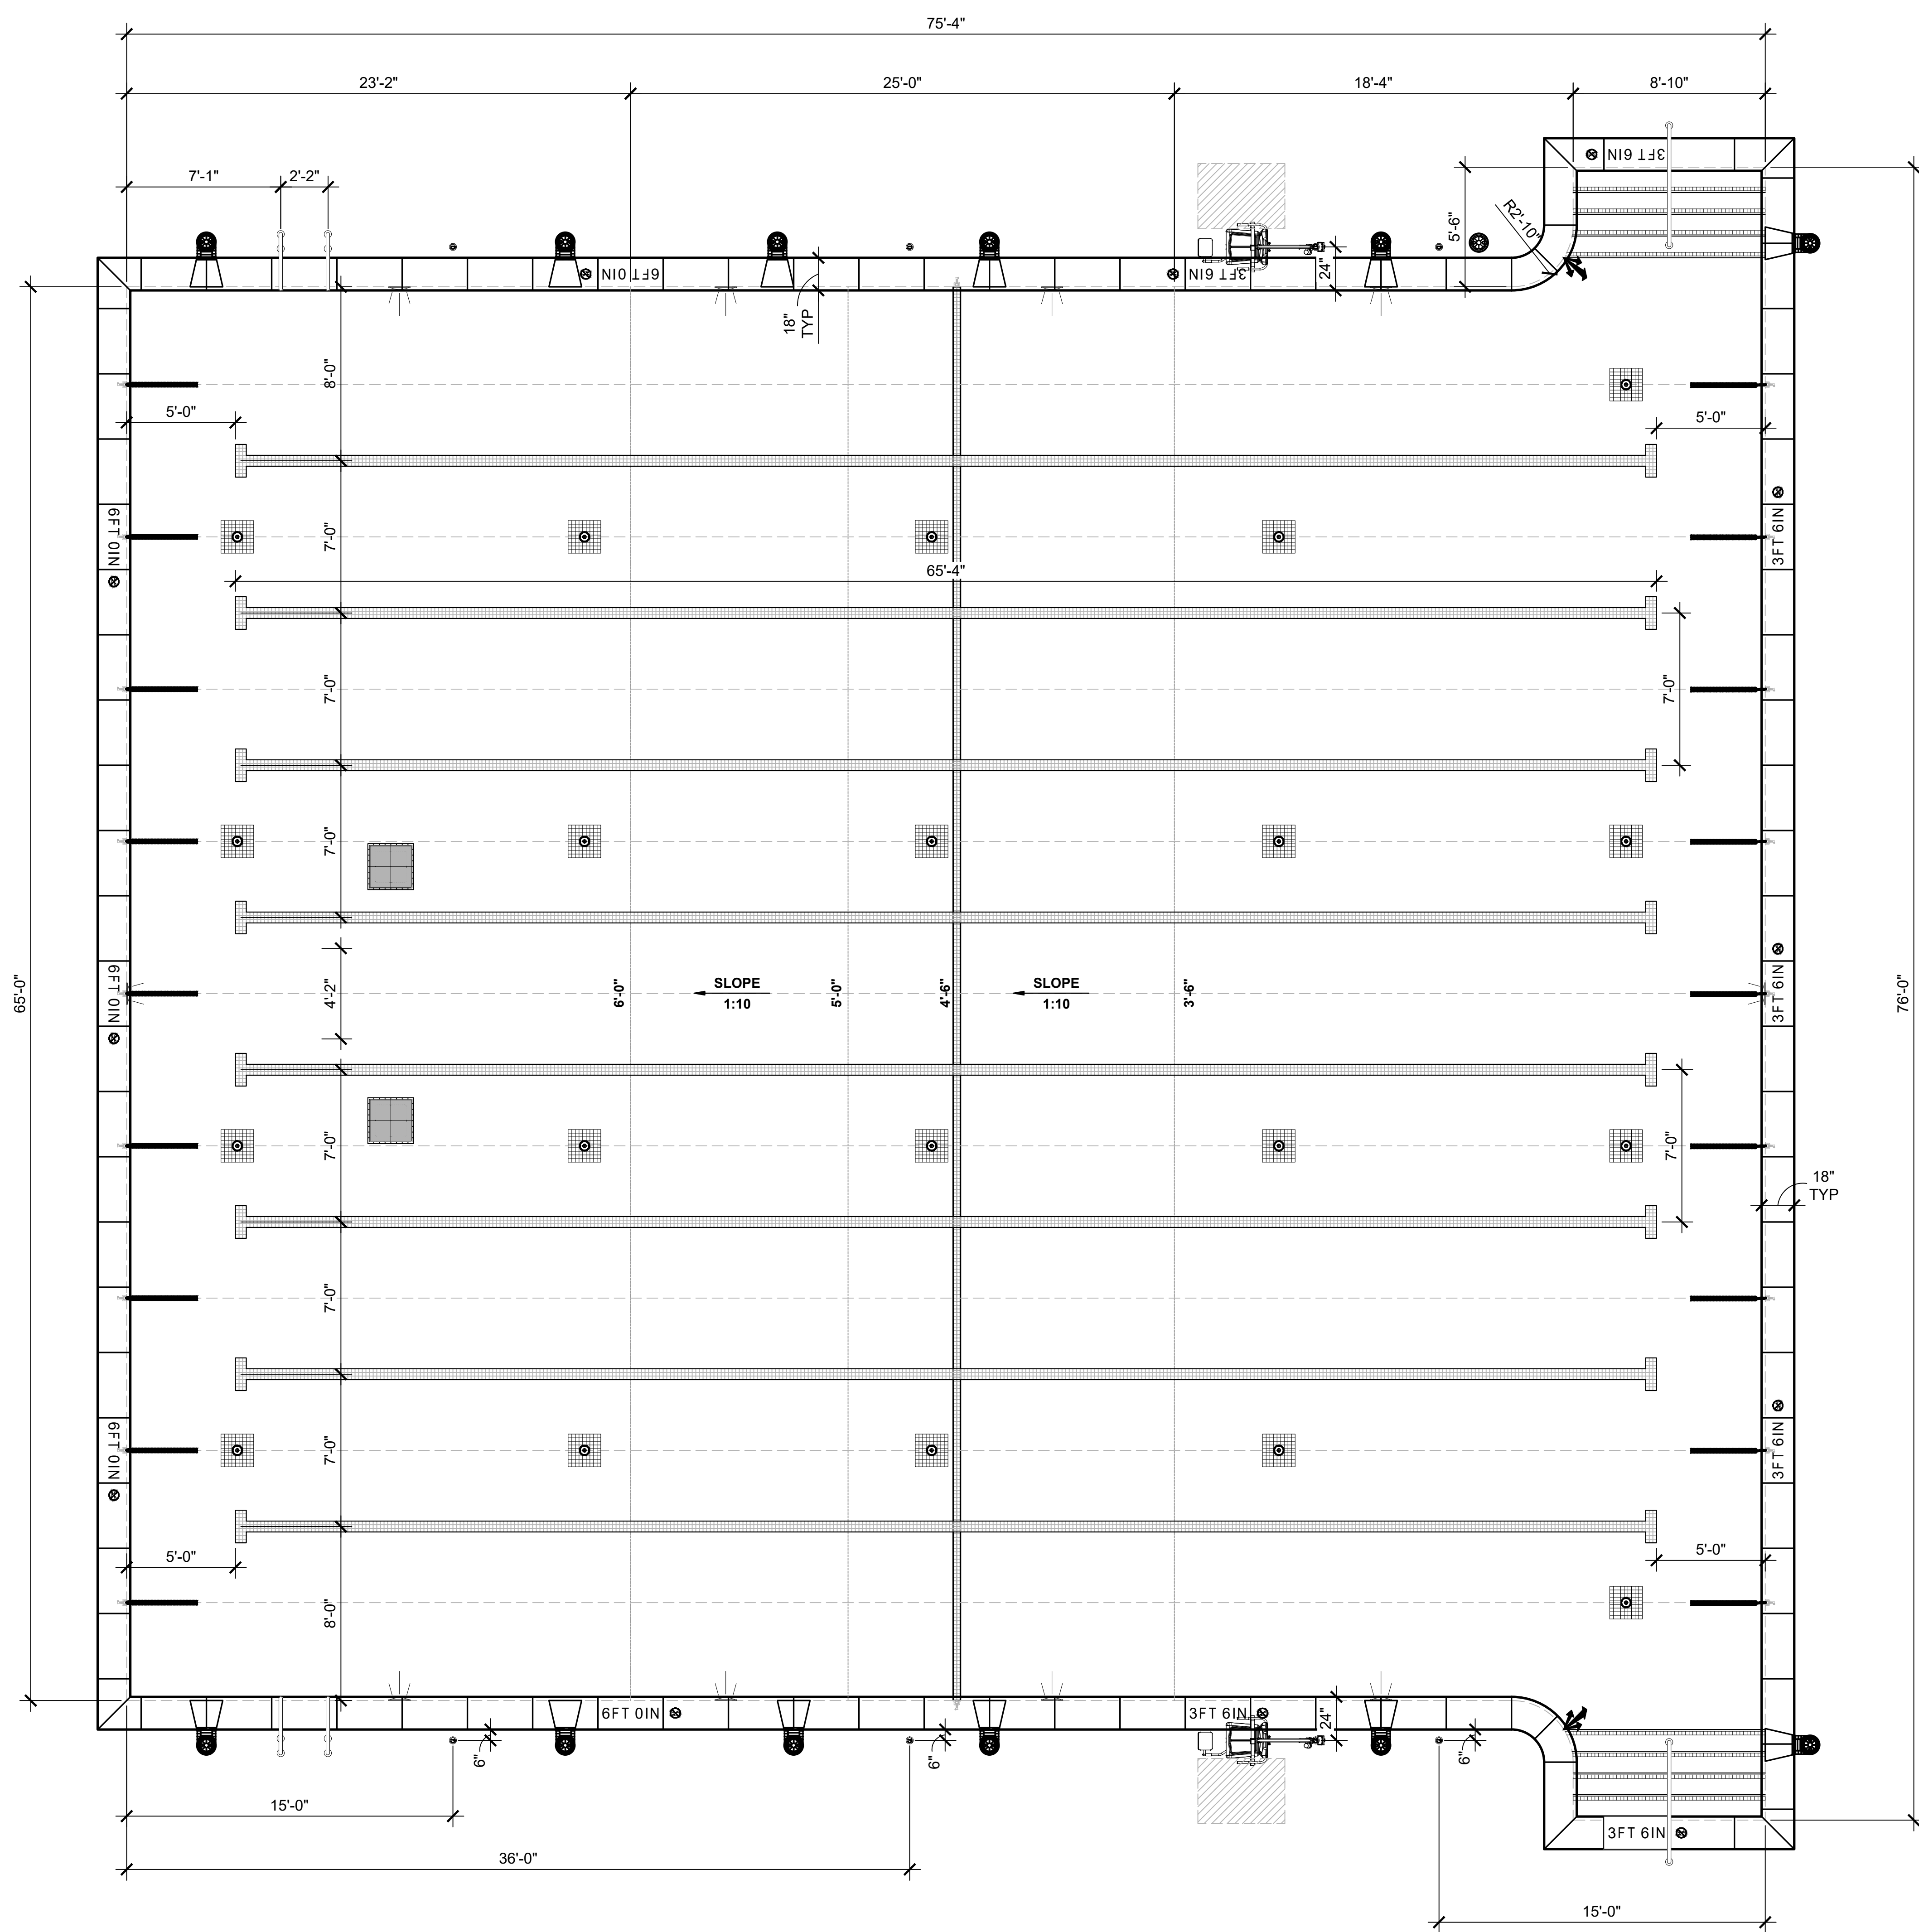 75'-4"
23'-2"
25'-0"
18'-4"
8'-10"
7'-1"
2'-2"
3FT 6IN
5'-6"
R2'-10"
6FT 0IN
3FT 6IN
24"
18"
TYP
8'-0"
5'-0"
5'-0"
6FT 0IN
7'-0"
3FT 6IN
65'-4"
7'-0"
7'-0"
7'-0"
65'-0"
6FT 0IN
4'-2"
6'-0"
SLOPE
1:10
5'-0"
4'-6"
SLOPE
1:10
3'-6"
3FT 6IN
76'-0"
7'-0"
7'-0"
18"
TYP
7'-0"
6FT 0IN
7'-0"
3FT 6IN
5'-0"
5'-0"
8'-0"
6FT 0IN
3FT 6IN
24"
6"
6"
6"
15'-0"
3FT 6IN
36'-0"
15'-0"